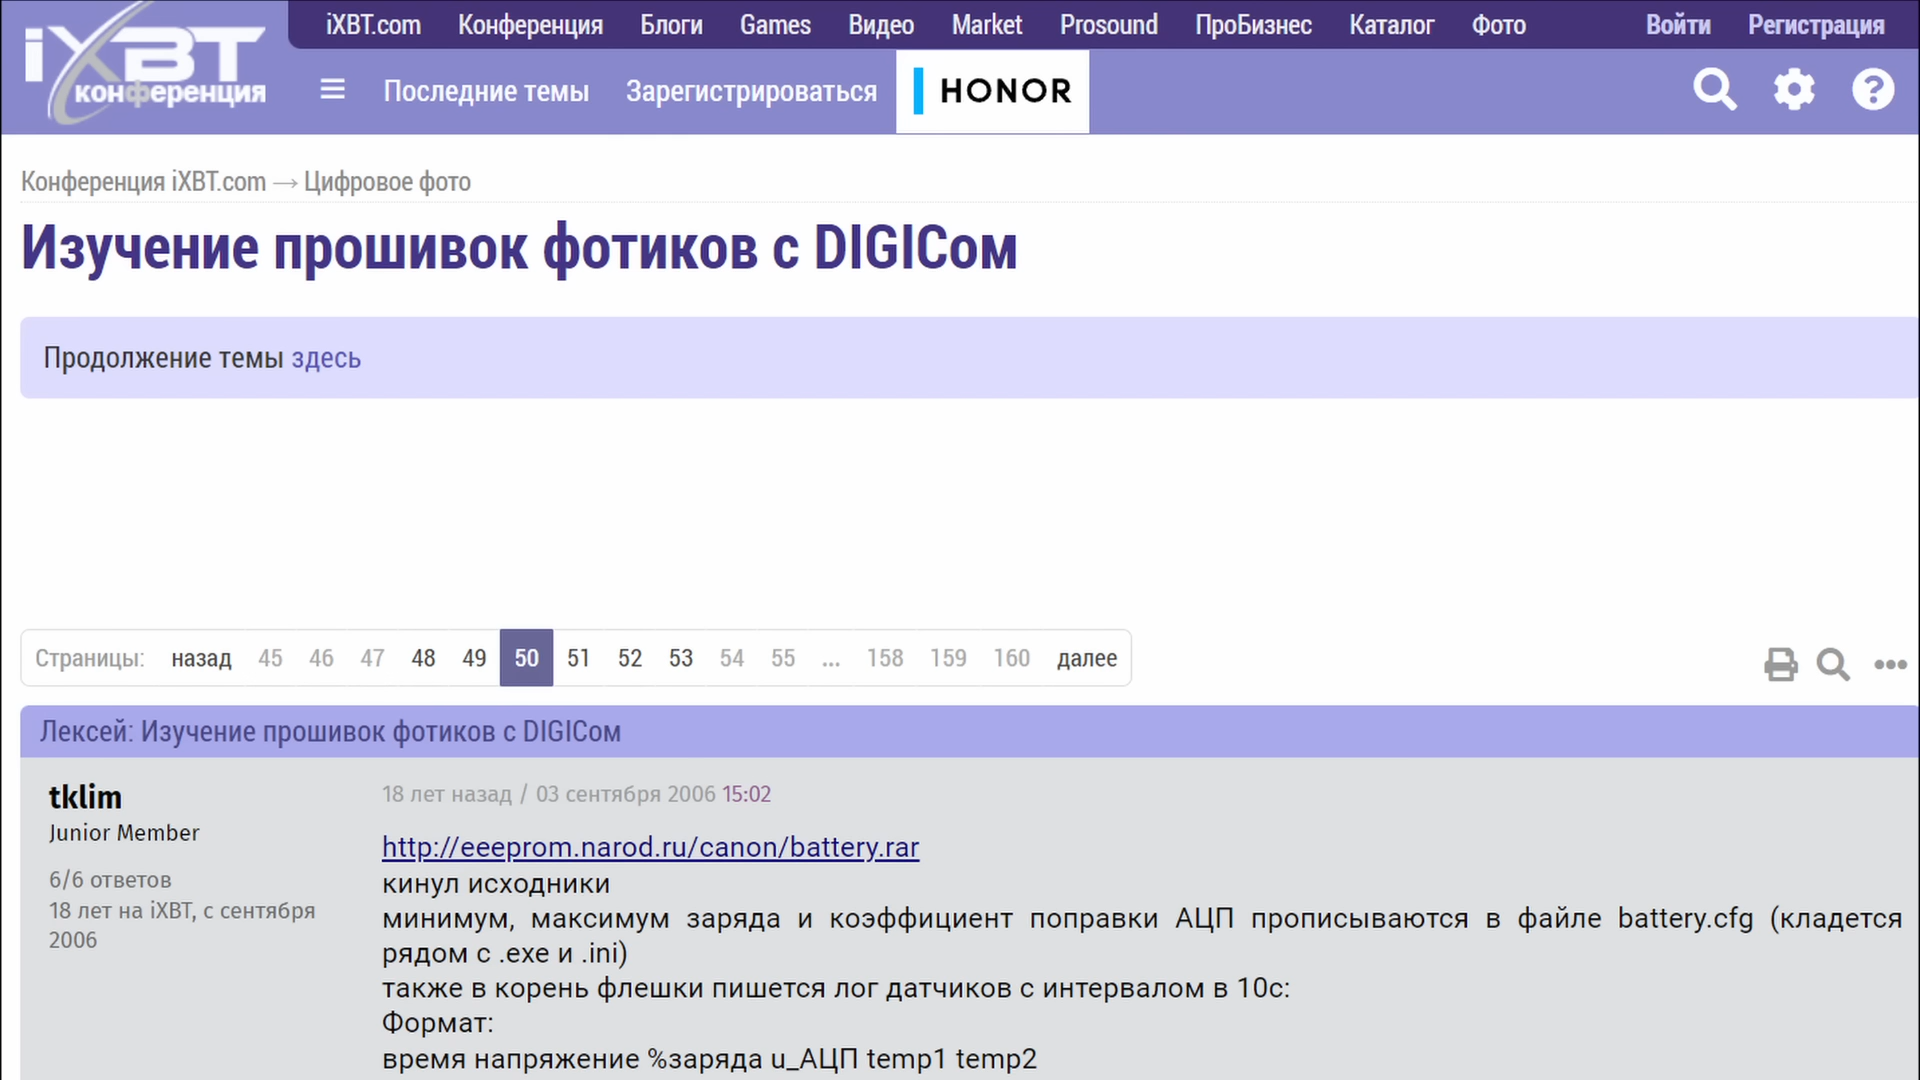 iXBT
конференция
iXBT.com Конференция Блоги Games Видео Market Prosound ПроБизнес Каталог Фото Войти Регистрация
Последние темы Зарегистрироваться HONOR
Конференция iXBT.com → Цифровое фото
Изучение прошивок фотиков с DIGICом
Продолжение темы здесь
Страницы: назад 45 46 47 48 49 50 51 52 53 54 55 ... 158 159 160 далее
Лексей: Изучение прошивок фотиков с DIGICом
tklim
Junior Member
6/6 ответов
18 лет на iXBT, с сентября
2006
18 лет назад / 03 сентября 2006 15:02
http://eeeprom.narod.ru/canon/battery.rar
кинул исходники
минимум, максимум заряда и коэффициент поправки АЦП прописываются в файле battery.cfg (кладется
рядом с .exe и .ini)
также в корень флешки пишется лог датчиков с интервалом в 10с:
Формат:
время напряжение %заряда u_АЦП temp1 temp2